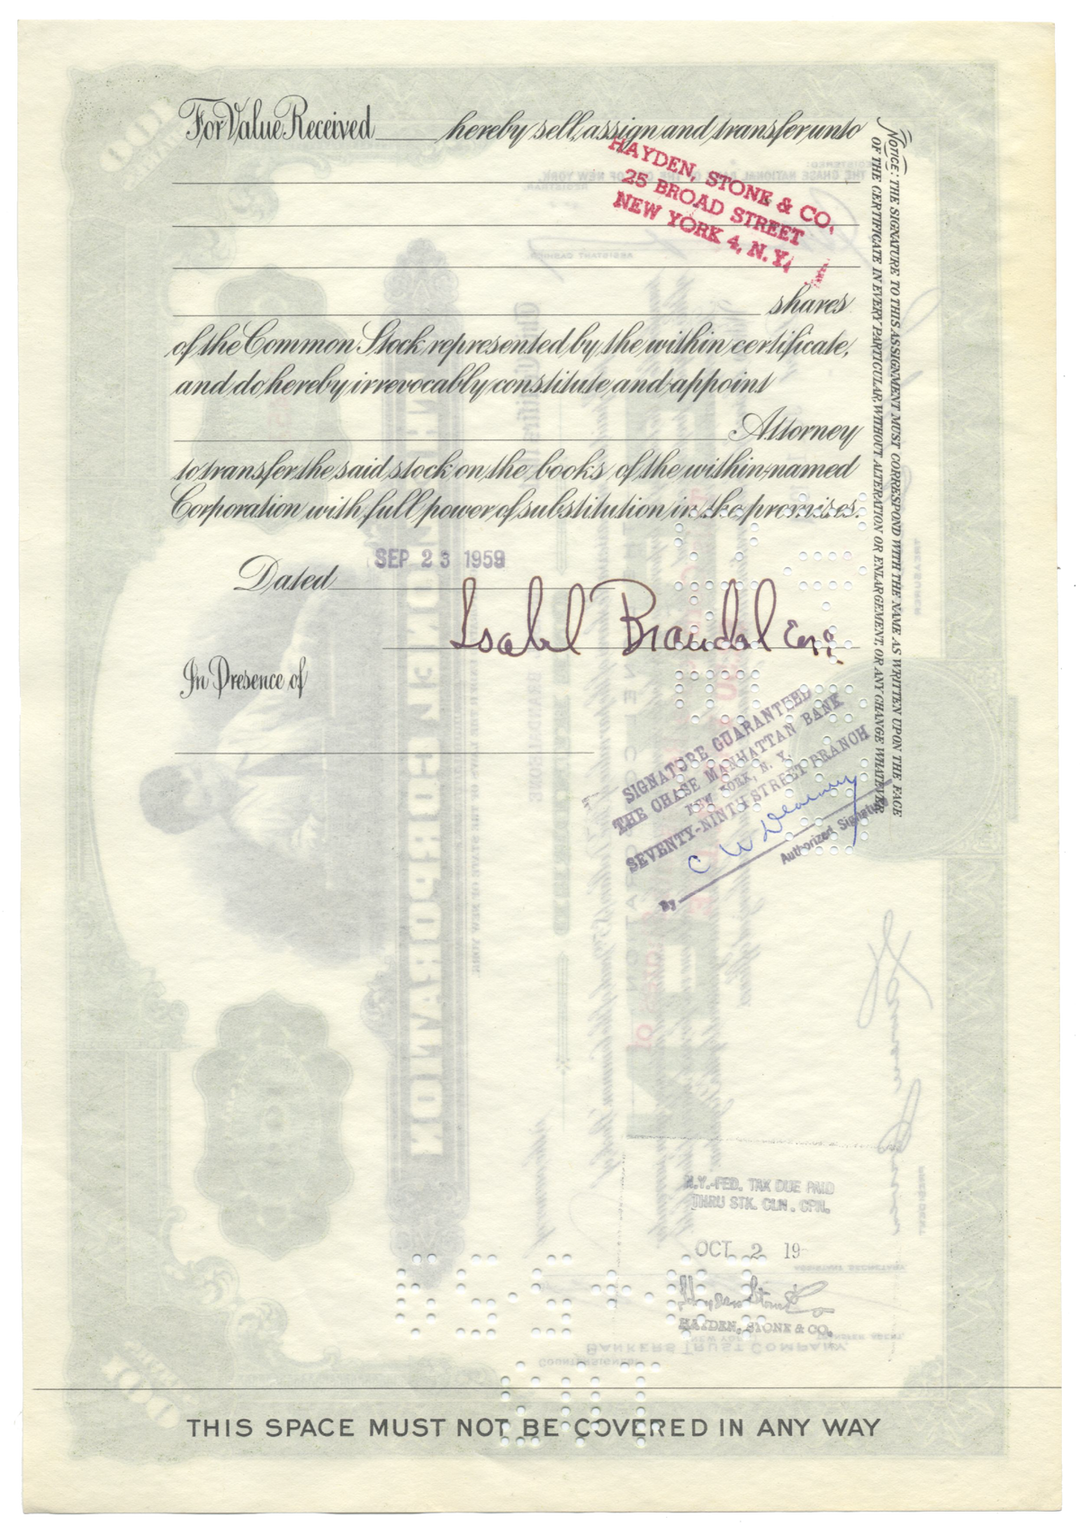 For Value Received ____ hereby sell, assign and transfer unto
HAYDEN, STONE & CO.
25 BROAD STREET
NEW YORK 4, N.Y.
shares
of the Common Stock represented by the within certificate,
and do hereby irrevocably constitute and appoint
Attorney
to transfer the said stock on the books of the within named
Corporation with full power of substitution in the premises.
Dated SEP 23 1959
Isabel
In Presence of
SIGNATURE GUARANTEED
THE CHASE MANHATTAN BANK
NEW YORK, N. Y.
SEVENTY-NINTH STREET BRANCH
By
Authorized Signature
NOTICE: THE SIGNATURE TO THIS ASSIGNMENT MUST CORRESPOND WITH THE NAME AS WRITTEN UPON THE FACE
OF THE CERTIFICATE IN EVERY PARTICULAR, WITHOUT ALTERATION OR ENLARGEMENT OR ANY CHANGE WHATEVER
N.Y.-FED. TAX DUE PAID
THRU STK. CLN. CPN.
OCT 2 19
HAYDEN, STONE & CO.
BANKERS TRUST COMPANY
THIS SPACE MUST NOT BE COVERED IN ANY WAY